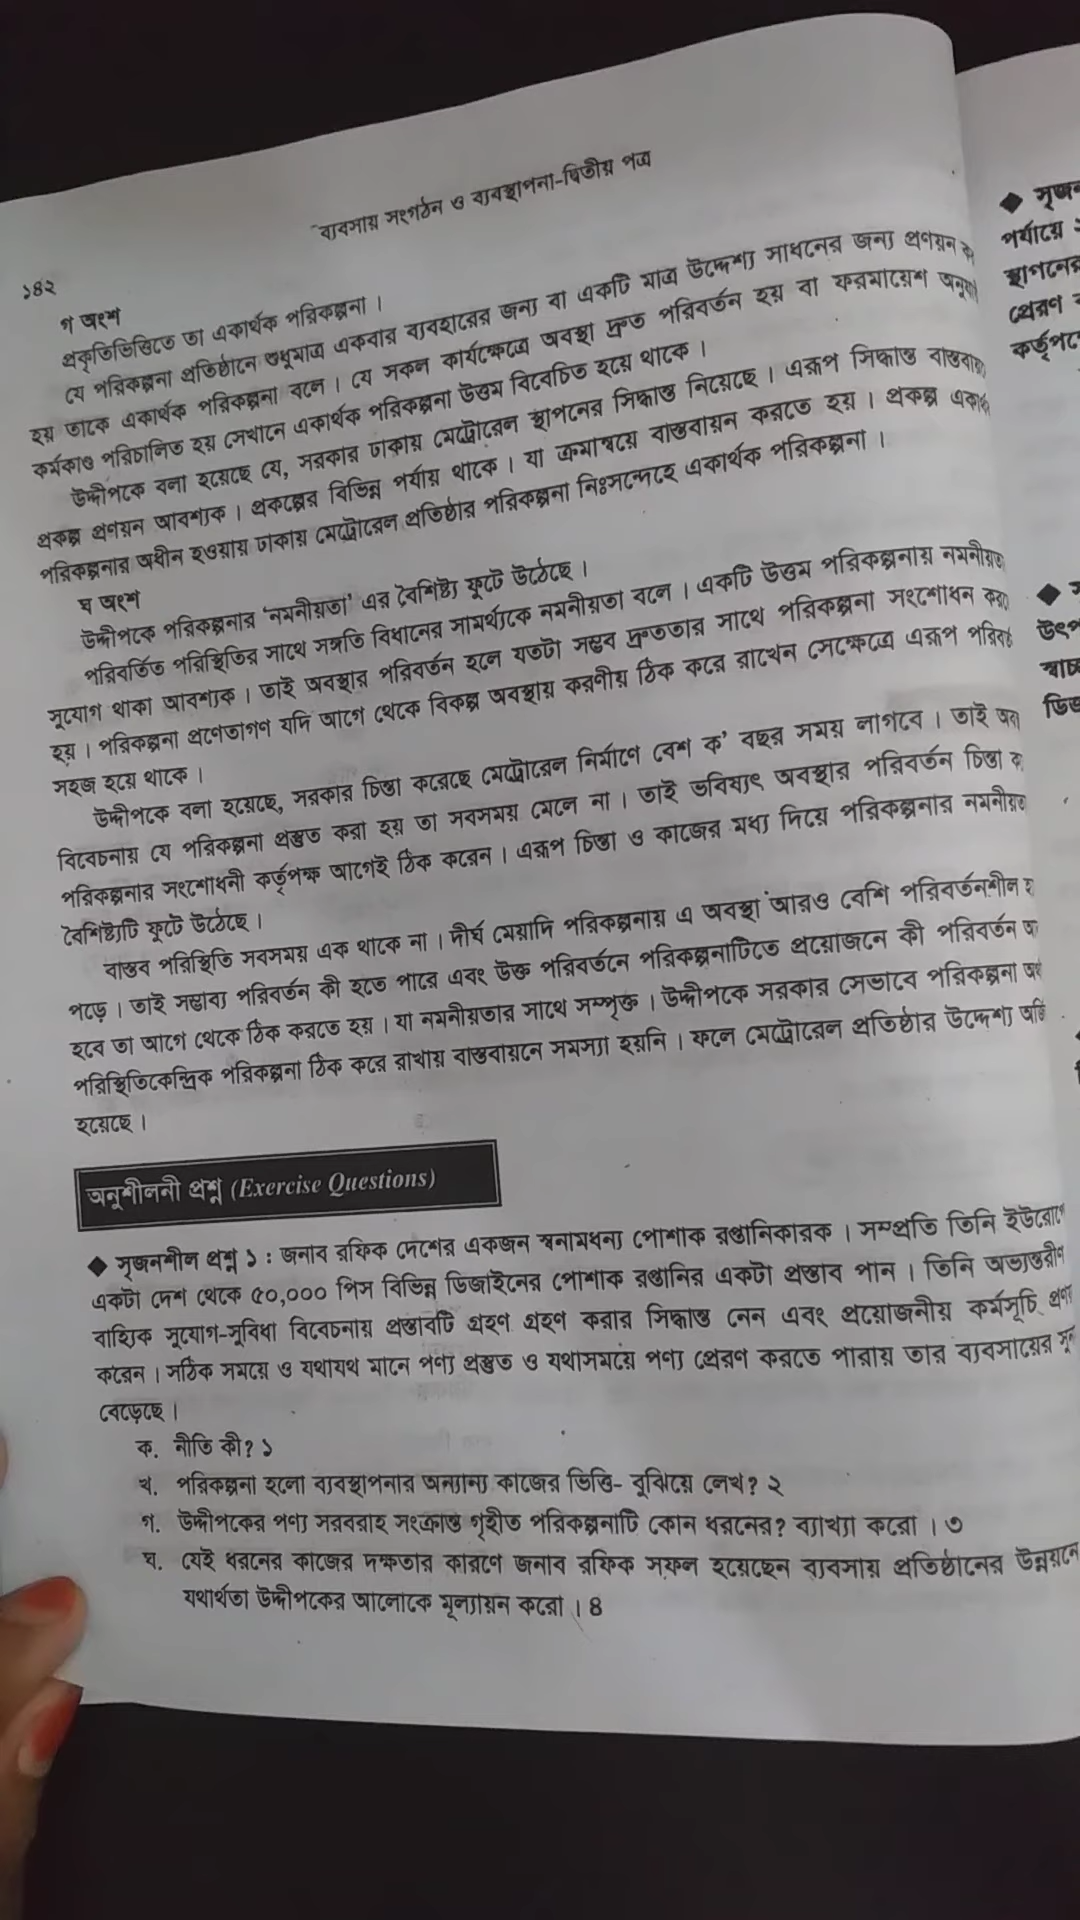 ব্যবসায় সংগঠন ও ব্যবস্থাপনা-দ্বিতীয় পত্র
১৪২
গ অংশ
প্রকৃতিভিত্তিতে তা একার্থক পরিকল্পনা ।
যে পরিকল্পনা প্রতিষ্ঠানে শুধুমাত্র একবার ব্যবহারের জন্য বা একটি মাত্র উদ্দেশ্য সাধনের জন্য প্রণয়ন
হয় তাকে একার্থক পরিকল্পনা বলে । যে সকল কার্যক্ষেত্রে অবস্থা দ্রুত পরিবর্তন হয় বা ফরমায়েশ
কর্মকাণ্ড পরিচালিত হয় সেখানে একার্থক পরিকল্পনা উত্তম বিবেচিত হয়ে থাকে ।
উদ্দীপকে বলা হয়েছে যে, সরকার ঢাকায় মেট্রোরেল স্থাপনের সিদ্ধান্ত নিয়েছে । এরূপ সিদ্ধান্ত
প্রকল্প প্রণয়ন আবশ্যক । প্রকল্পের বিভিন্ন পর্যায় থাকে । যা ক্রমান্বয়ে বাস্তবায়ন করতে হয় । প্রকল্প
পরিকল্পনার অধীন হওয়ায় ঢাকায় মেট্রোরেল প্রতিষ্ঠার পরিকল্পনা নিঃসন্দেহে একার্থক পরিকল্পনা ।
ঘ অংশ
উদ্দীপকে পরিকল্পনার ‘নমনীয়তা’ এর বৈশিষ্ট্য ফুটে উঠেছে ।
পরিবর্তিত পরিস্থিতির সাথে সঙ্গতি বিধানের সামর্থ্যকে নমনীয়তা বলে । একটি উত্তম পরিকল্পনায়
সুযোগ থাকা আবশ্যক । তাই অবস্থার পরিবর্তন হলে যতটা সম্ভব দ্রুততার সাথে পরিকল্পনা সংশোধন
হয় । পরিকল্পনা প্রণেতাগণ যদি আগে থেকে বিকল্প অবস্থায় করণীয় ঠিক করে রাখেন সেক্ষেত্রে এরূপ
সহজ হয়ে থাকে ।
উদ্দীপকে বলা হয়েছে, সরকার চিন্তা করেছে মেট্রোরেল নির্মাণে বেশ ক’ বছর সময় লাগবে । তাই
বিবেচনায় যে পরিকল্পনা প্রস্তুত করা হয় তা সবসময় মেলে না । তাই ভবিষ্যৎ অবস্থার পরিবর্তন চিন্তা
পরিকল্পনার সংশোধনী কর্তৃপক্ষ আগেই ঠিক করেন । এরূপ চিন্তা ও কাজের মধ্য দিয়ে পরিকল্পনার
বৈশিষ্ট্যটি ফুটে উঠেছে ।
বাস্তব পরিস্থিতি সবসময় এক থাকে না । দীর্ঘ মেয়াদি পরিকল্পনায় এ অবস্থা আরও বেশি পরিবর্তনশীল
পড়ে । তাই সম্ভাব্য পরিবর্তন কী হতে পারে এবং উক্ত পরিবর্তনে পরিকল্পনাটিতে প্রয়োজনে কী পরিবর্তন
হবে তা আগে থেকে ঠিক করতে হয় । যা নমনীয়তার সাথে সম্পৃক্ত । উদ্দীপকে সরকার সেভাবে পরিকল্পনা
পরিস্থিতিকেন্দ্রিক পরিকল্পনা ঠিক করে রাখায় বাস্তবায়নে সমস্যা হয়নি । ফলে মেট্রোরেল প্রতিষ্ঠার উদ্দেশ্য
হয়েছে ।
অনুশীলনী প্রশ্ন (Exercise Questions)
◆ সৃজনশীল প্রশ্ন ১ : জনাব রফিক দেশের একজন স্বনামধন্য পোশাক রপ্তানিকারক । সম্প্রতি তিনি
একটা দেশ থেকে ৫০,০০০ পিস বিভিন্ন ডিজাইনের পোশাক রপ্তানির একটা প্রস্তাব পান । তিনি অভ্যন্তরীণ
বাহ্যিক সুযোগ-সুবিধা বিবেচনায় প্রস্তাবটি গ্রহণ গ্রহণ করার সিদ্ধান্ত নেন এবং প্রয়োজনীয় কর্মসূচি
করেন । সঠিক সময়ে ও যথাযথ মানে পণ্য প্রস্তুত ও যথাসময়ে পণ্য প্রেরণ করতে পারায় তার ব্যবসায়ের
বেড়েছে ।
ক. নীতি কী? ১
খ. পরিকল্পনা হলো ব্যবস্থাপনার অন্যান্য কাজের ভিত্তি- বুঝিয়ে লেখ? ২
গ. উদ্দীপকের পণ্য সরবরাহ সংক্রান্ত গৃহীত পরিকল্পনাটি কোন ধরনের? ব্যাখ্যা করো । ৩
ঘ. যেই ধরনের কাজের দক্ষতার কারণে জনাব রফিক সফল হয়েছেন ব্যবসায় প্রতিষ্ঠানের উন্নয়নে
যথার্থতা উদ্দীপকের আলোকে মূল্যায়ন করো । ৪
পর্যায়ে